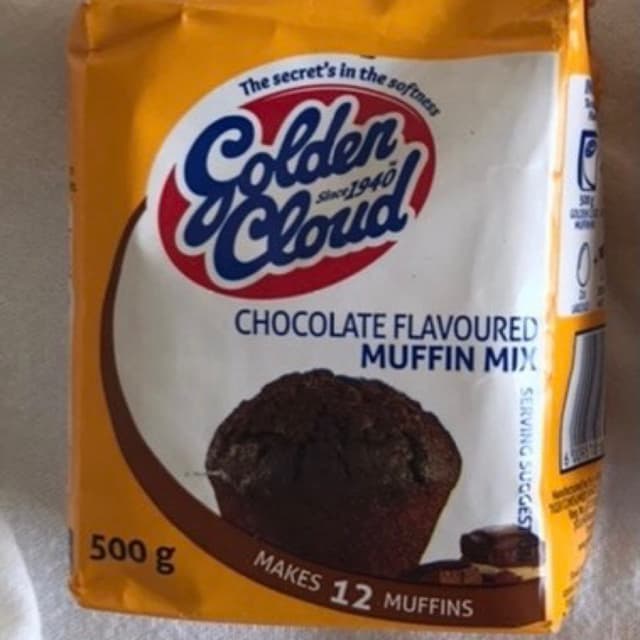 The secret's in the softness
Golden
Since 1940
Cloud
CHOCOLATE FLAVOURED
MUFFIN MIX
SERVING SUGGEST
500 g
MAKES 12 MUFFINS